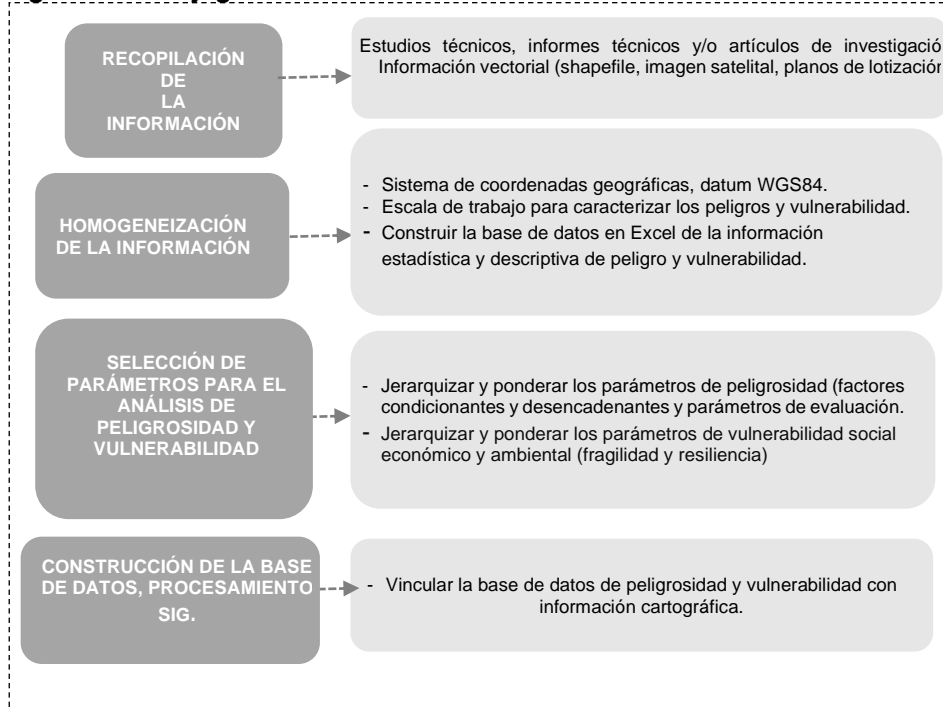 RECOPILACIÓN
DE
LA
INFORMACIÓN
Estudios técnicos, informes técnicos y/o artículos de
Información vectorial (shapefile, imagen satelital, planos de
HOMOGENEIZACIÓN
DE LA INFORMACIÓN
- Sistema de coordenadas geográficas, datum WGS84.
- Escala de trabajo para caracterizar los peligros y vulnerabilidad.
- Construir la base de datos en Excel de la información
estadística y descriptiva de peligro y vulnerabilidad.
SELECCIÓN DE
PARÁMETROS PARA EL
ANÁLISIS DE
PELIGROSIDAD Y
VULNERABILIDAD
- Jerarquizar y ponderar los parámetros de peligrosidad (factores
condicionantes y desencadenantes y parámetros de evaluación.
- Jerarquizar y ponderar los parámetros de vulnerabilidad social
económico y ambiental (fragilidad y resiliencia)
CONSTRUCCIÓN DE LA BASE
DE DATOS, PROCESAMIENTO
SIG.
- Vincular la base de datos de peligrosidad y vulnerabilidad con
información cartográfica.